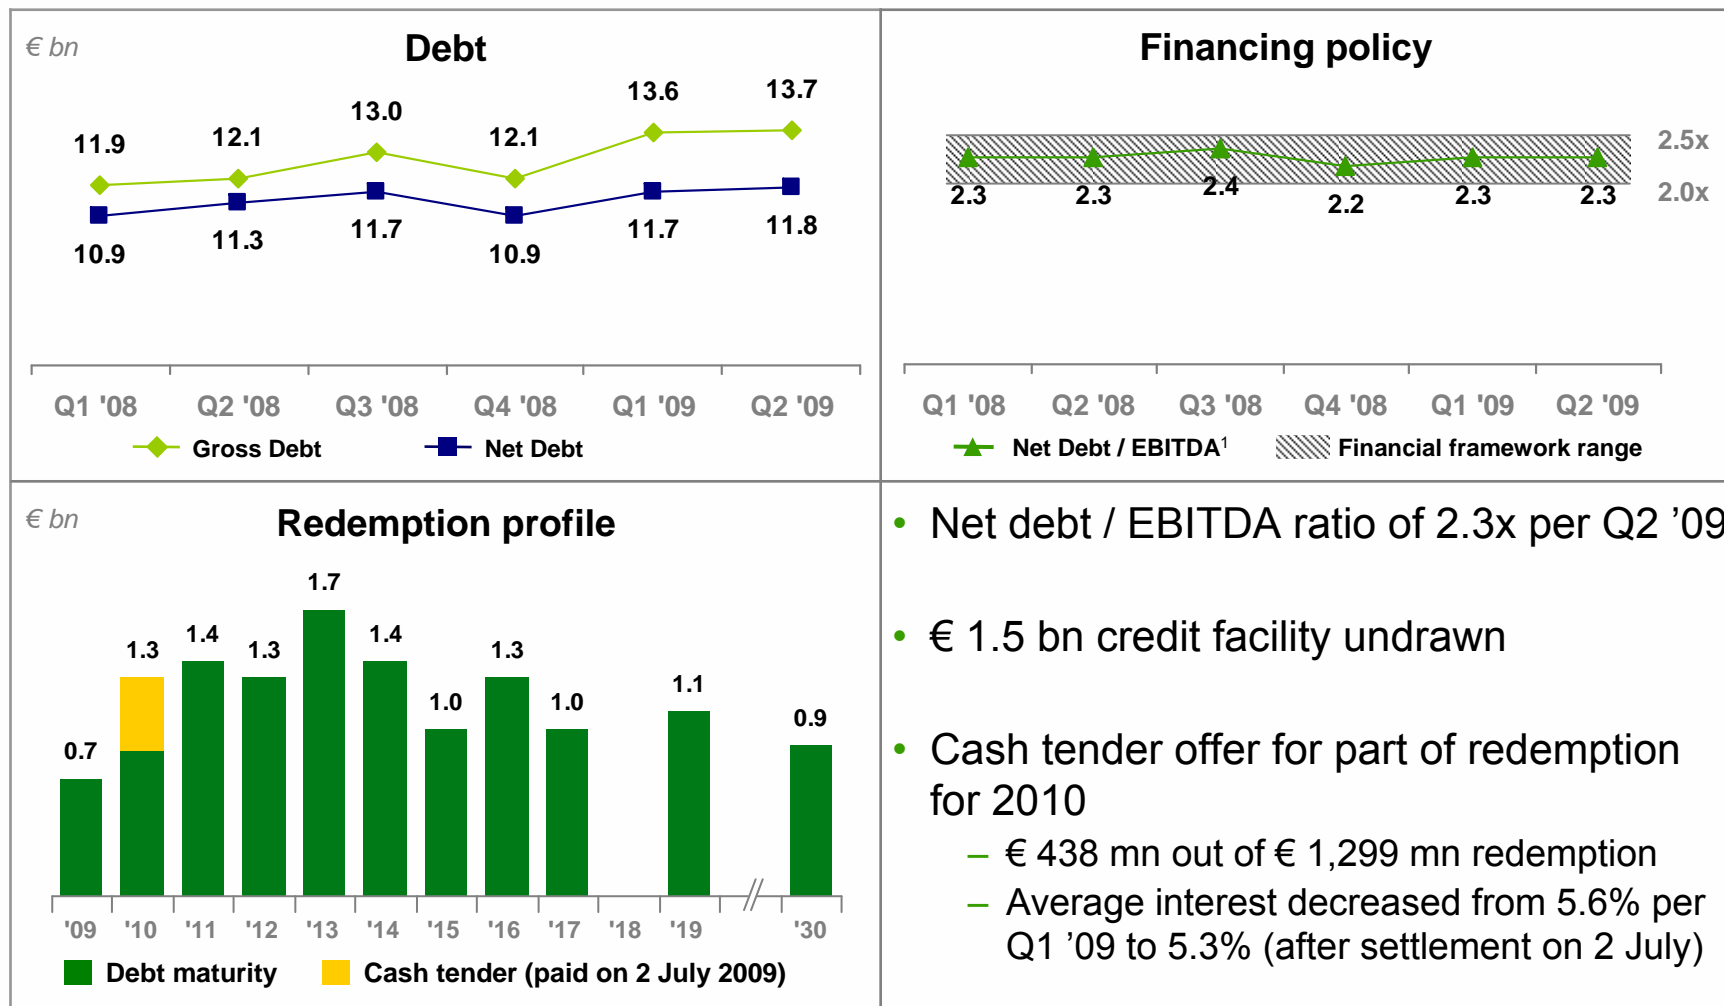 € bn
Debt
11.9
12.1
13.0
12.1
13.6
13.7
10.9
11.3
11.7
10.9
11.7
11.8
Q1 '08 Q2 '08 Q3 '08 Q4 '08 Q1 '09 Q2 '09
Gross Debt Net Debt
Financing policy
2.5x
2.0x
2.3 2.3 2.4 2.2 2.3 2.3
Q1 '08 Q2 '08 Q3 '08 Q4 '08 Q1 '09 Q2 '09
Net Debt / EBITDA¹ Financial framework range
€ bn
Redemption profile
0.7 1.3 1.4 1.3 1.7 1.4 1.0 1.3 1.0 1.1 0.9
'09 '10 '11 '12 '13 '14 '15 '16 '17 '18 '19 '30
Debt maturity Cash tender (paid on 2 July 2009)
• Net debt / EBITDA ratio of 2.3x per Q2 ’09
• € 1.5 bn credit facility undrawn
• Cash tender offer for part of redemption
for 2010
– € 438 mn out of € 1,299 mn redemption
– Average interest decreased from 5.6% per
Q1 ’09 to 5.3% (after settlement on 2 July)